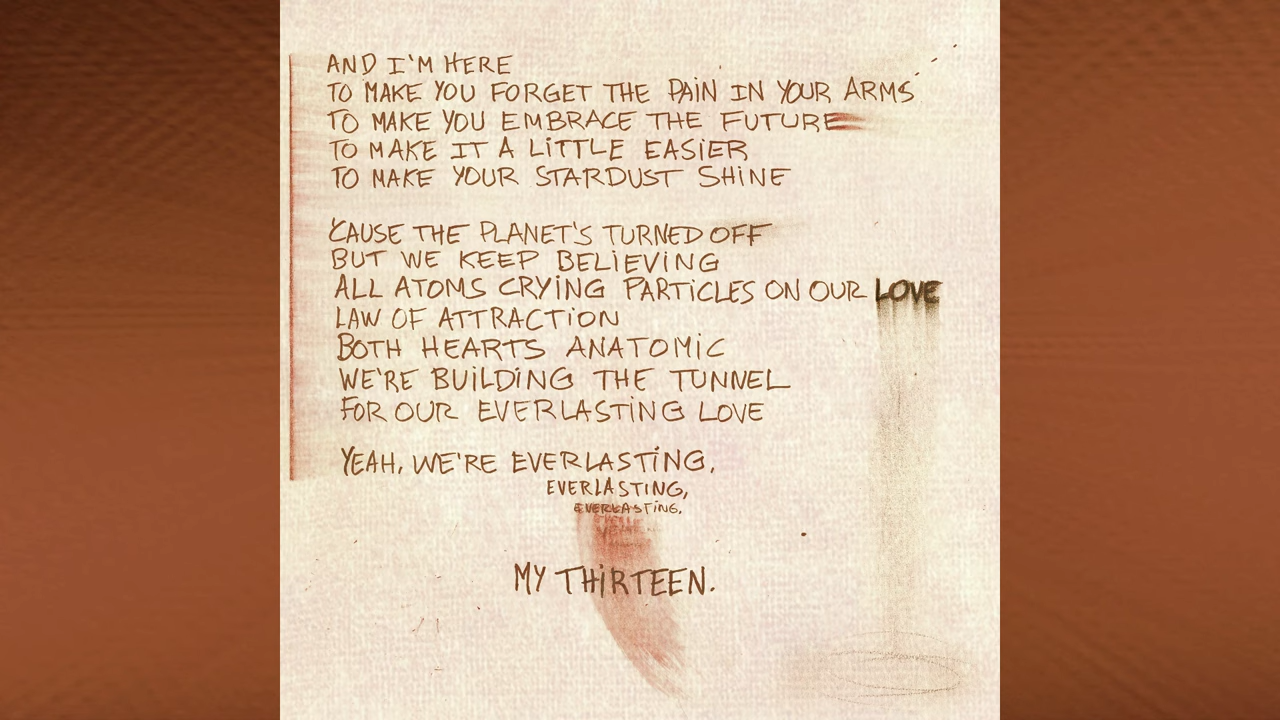 AND I'M HERE
TO MAKE YOU FORGET THE PAIN IN YOUR ARMS
TO MAKE YOU EMBRACE THE FUTURE
TO MAKE IT A LITTLE EASIER
TO MAKE YOUR STARDUST SHINE
'CAUSE THE PLANET'S TURNED OFF
BUT WE KEEP BELIEVING
ALL ATOMS CRYING PARTICLES ON OUR LOVE
LAW OF ATTRACTION
BOTH HEARTS ANATOMIC
WE'RE BUILDING THE TUNNEL
FOR OUR EVERLASTING LOVE
YEAH, WE'RE EVERLASTING,
EVERLASTING,
EVERLASTING,
MY THIRTEEN.